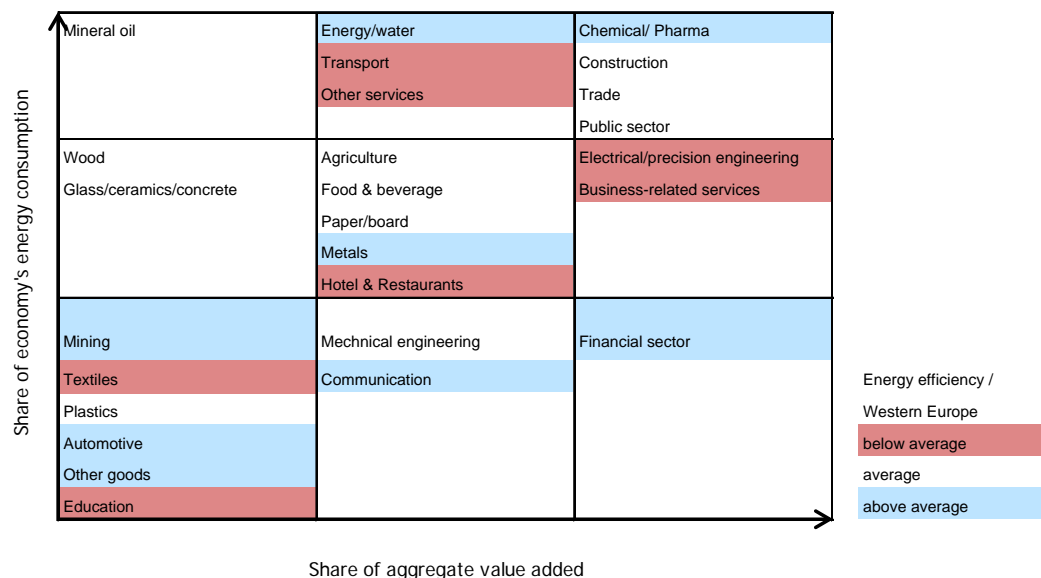 Share of economy's energy consumption
Mineral oil
Energy/water
Transport
Other services
Chemical/ Pharma
Construction
Trade
Public sector
Wood
Glass/ceramics/concrete
Agriculture
Food & beverage
Paper/board
Metals
Hotel & Restaurants
Electrical/precision engineering
Business-related services
Mining
Textiles
Plastics
Automotive
Other goods
Education
Mechnical engineering
Communication
Financial sector
Energy efficiency /
Western Europe
below average
average
above average
Share of aggregate value added